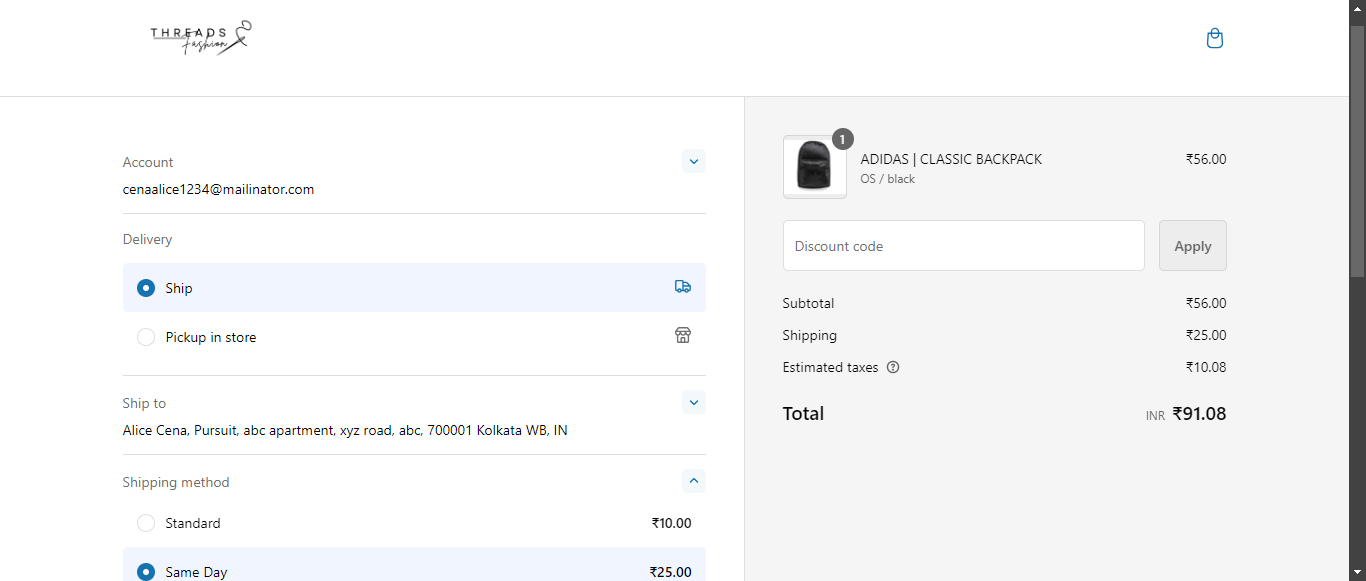 THREADS
Fashion
Account
cenaalice1234@mailinator.com
Delivery
Ship
Pickup in store
Ship to
Alice Cena, Pursuit, abc apartment, xyz road, abc, 700001 Kolkata WB, IN
Shipping method
Standard ₹10.00
Same Day ₹25.00
1
ADIDAS | CLASSIC BACKPACK ₹56.00
OS / black
Discount code Apply
Subtotal ₹56.00
Shipping ₹25.00
Estimated taxes ? ₹10.08
Total INR ₹91.08